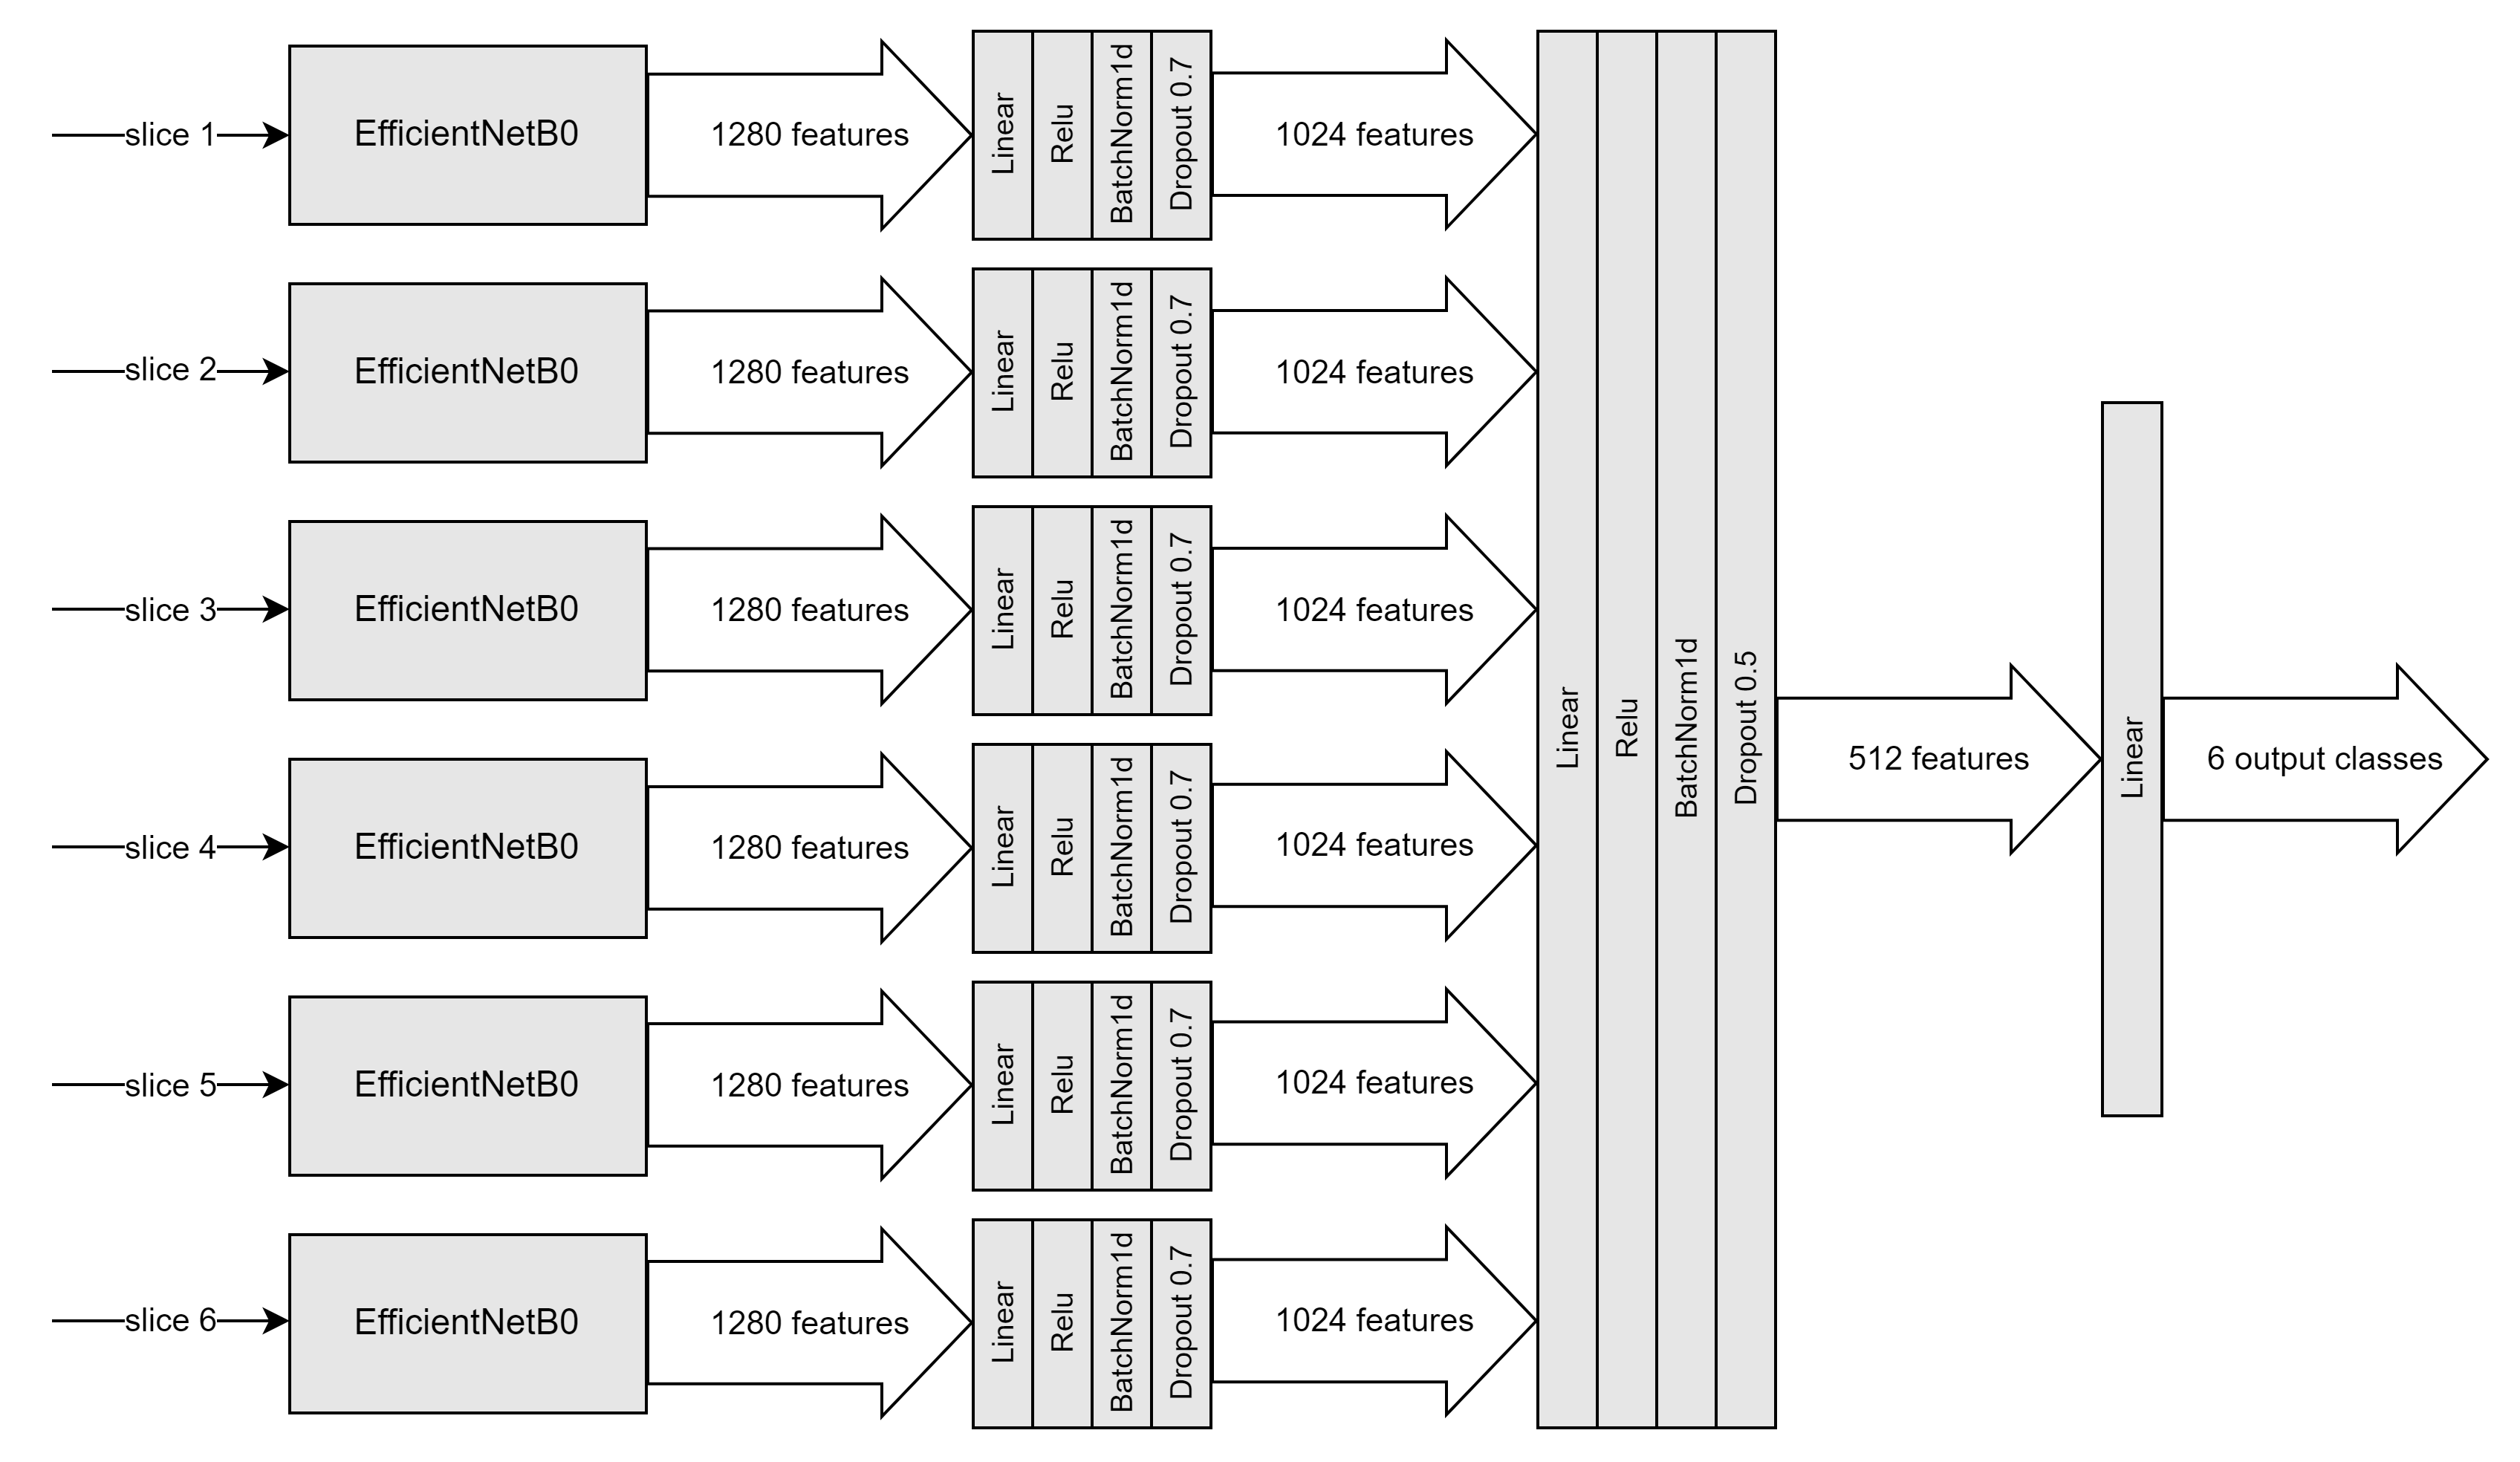 slice 1
EfficientNetB0
1280 features
Linear
Relu
BatchNorm1d
Dropout 0.7
1024 features
slice 2
EfficientNetB0
1280 features
Linear
Relu
BatchNorm1d
Dropout 0.7
1024 features
slice 3
EfficientNetB0
1280 features
Linear
Relu
BatchNorm1d
Dropout 0.7
1024 features
slice 4
EfficientNetB0
1280 features
Linear
Relu
BatchNorm1d
Dropout 0.7
1024 features
slice 5
EfficientNetB0
1280 features
Linear
Relu
BatchNorm1d
Dropout 0.7
1024 features
slice 6
EfficientNetB0
1280 features
Linear
Relu
BatchNorm1d
Dropout 0.7
1024 features
Linear
Relu
BatchNorm1d
Dropout 0.5
512 features
Linear
6 output classes